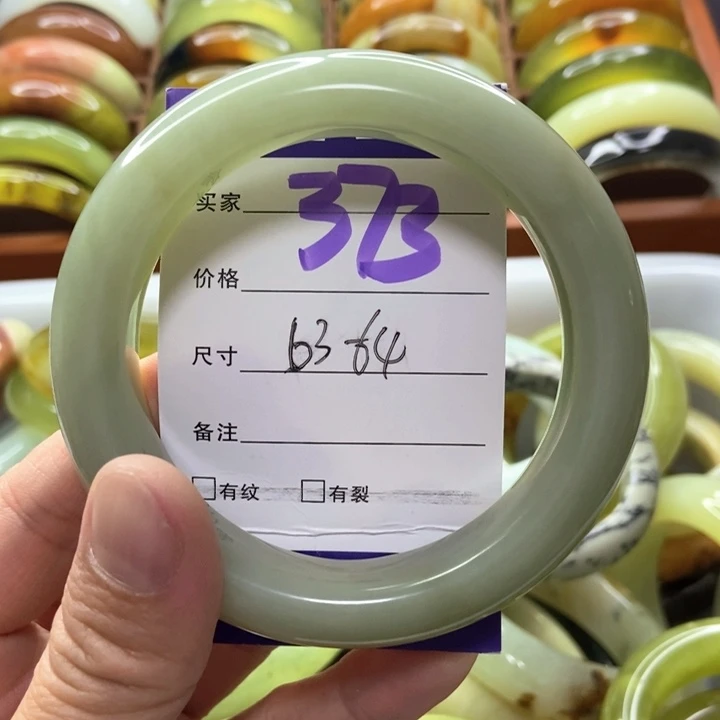 买家 373
价格
尺寸 63-64
备注
□有纹 □有裂